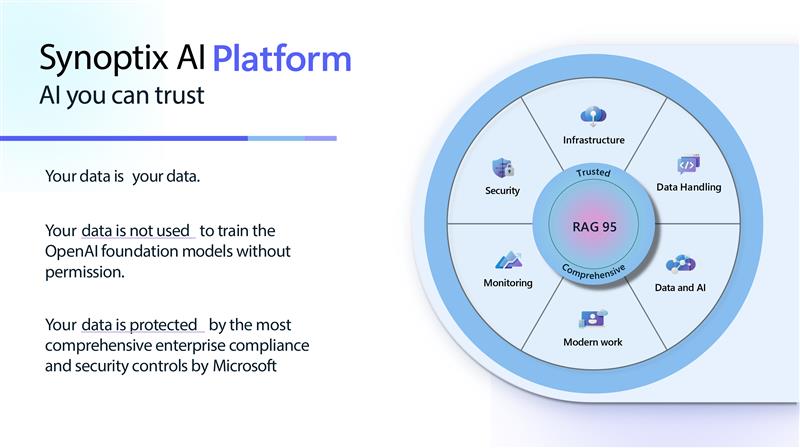 Synoptix AI Platform
AI you can trust
Your data is your data.
Your data is not used to train the
OpenAI foundation models without
permission.
Your data is protected by the most
comprehensive enterprise compliance
and security controls by Microsoft
Infrastructure
Security
Data Handling
Trusted
RAG 95
Comprehensive
Monitoring
Data and AI
Modern work